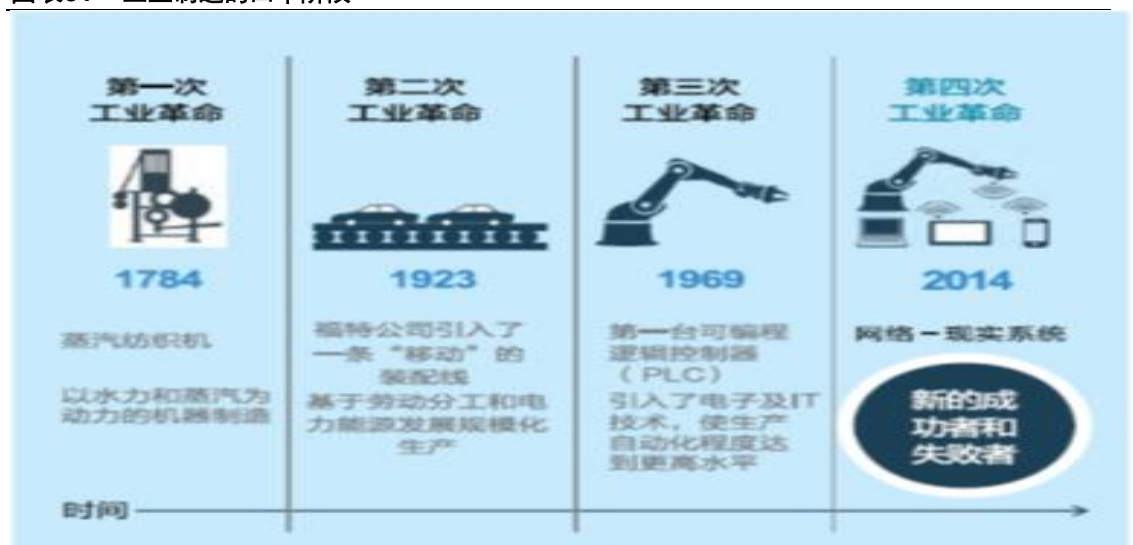 第一次
工业革命
1784
蒸汽纺织机
以水力和蒸汽为
动力的机器制造
第二次
工业革命
1923
福特公司引入了
一条“移动”的
装配线
基于劳动分工和电
力能源发展规模化
生产
第三次
工业革命
1969
第一台可编程
逻辑控制器
（PLC）
引入了电子及IT
技术，使生产
自动化程度达
到更高水平
第四次
工业革命
2014
网络－现实系统
新的成
功者和
失败者
时间